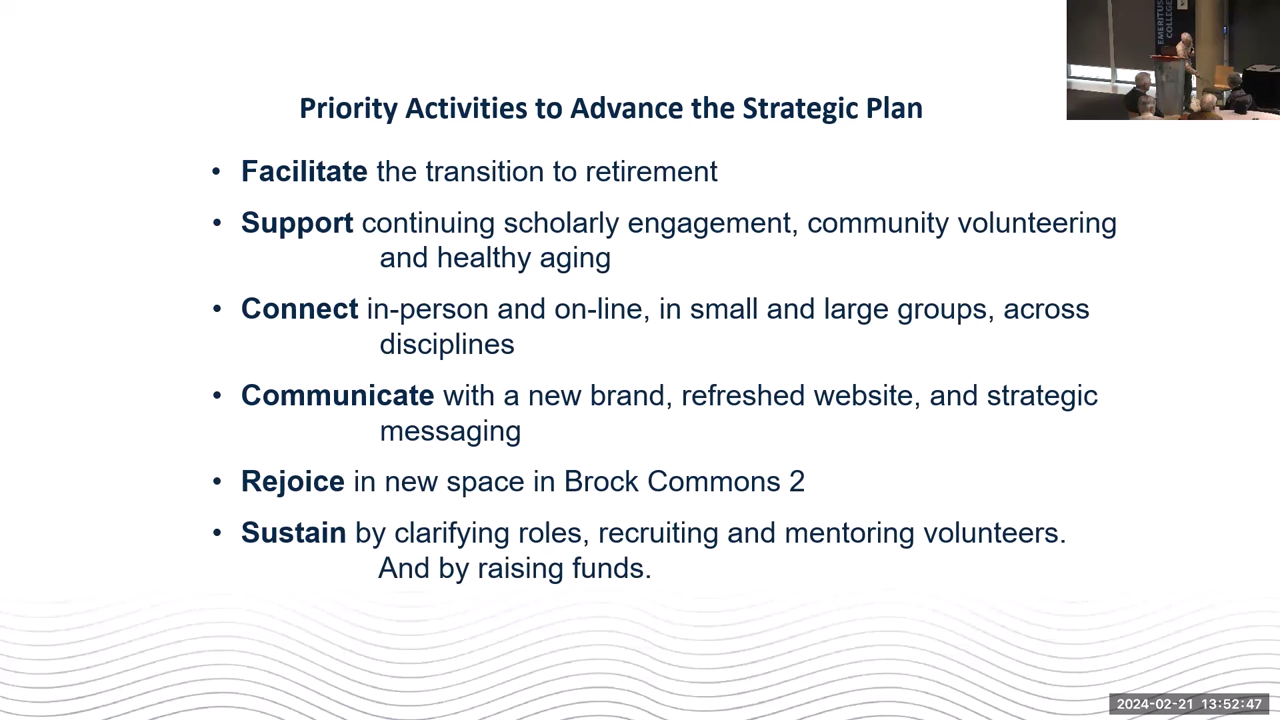 EMERITUS
COLLEGE
Priority Activities to Advance the Strategic Plan
• Facilitate the transition to retirement
• Support continuing scholarly engagement, community volunteering
and healthy aging
• Connect in-person and on-line, in small and large groups, across
disciplines
• Communicate with a new brand, refreshed website, and strategic
messaging
• Rejoice in new space in Brock Commons 2
• Sustain by clarifying roles, recruiting and mentoring volunteers.
And by raising funds.
2024-02-21 13:52:47